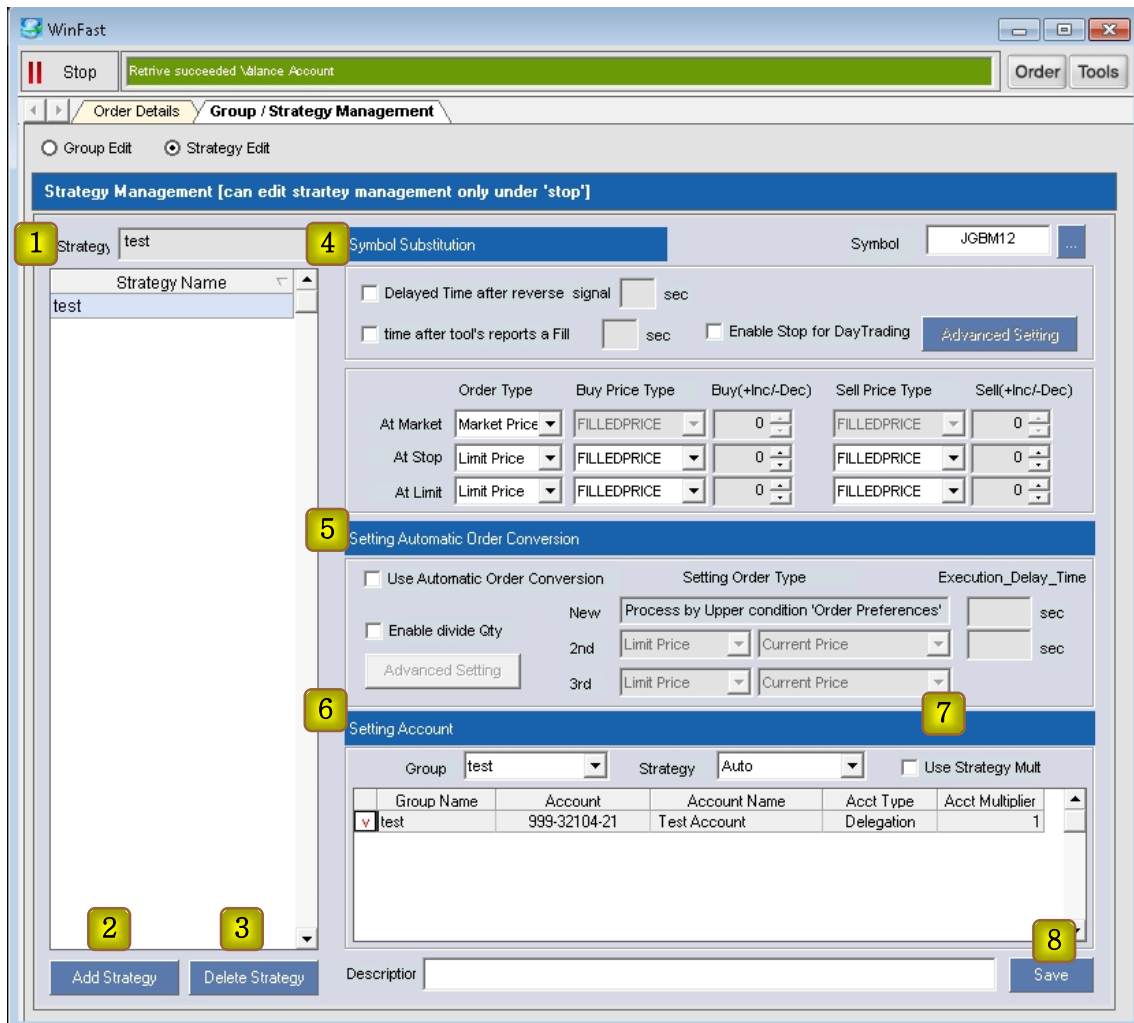 WinFast
Stop
Retrive succeeded \alance Account
Order
Tools
Order Details
Group / Strategy Management
Group Edit
Strategy Edit
Strategy Management [can edit strartey management only under 'stop']
1
Strategy
test
4
Symbol Substitution
Symbol
JGBM12
...
Strategy Name
test
Delayed Time after reverse signal
sec
time after tool's reports a Fill
sec
Enable Stop for DayTrading
Advanced Setting
Order Type
Buy Price Type
Buy(+Inc/-Dec)
Sell Price Type
Sell(+Inc/-Dec)
At Market
Market Price
FILLEDPRICE
0
FILLEDPRICE
0
At Stop
Limit Price
FILLEDPRICE
0
FILLEDPRICE
0
At Limit
Limit Price
FILLEDPRICE
0
FILLEDPRICE
0
5
Setting Automatic Order Conversion
Use Automatic Order Conversion
Setting Order Type
Execution_Delay_Time
New
Process by Upper condition 'Order Preferences'
sec
Enable divide Qty
2nd
Limit Price
Current Price
sec
Advanced Setting
3rd
Limit Price
Current Price
6
7
Setting Account
Group
test
Strategy
Auto
Use Strategy Mult
Group Name
Account
Account Name
Acct Type
Acct Multiplier
v
test
999-32104-21
Test Account
Delegation
1
2
3
8
Add Strategy
Delete Strategy
Descriptior
Save